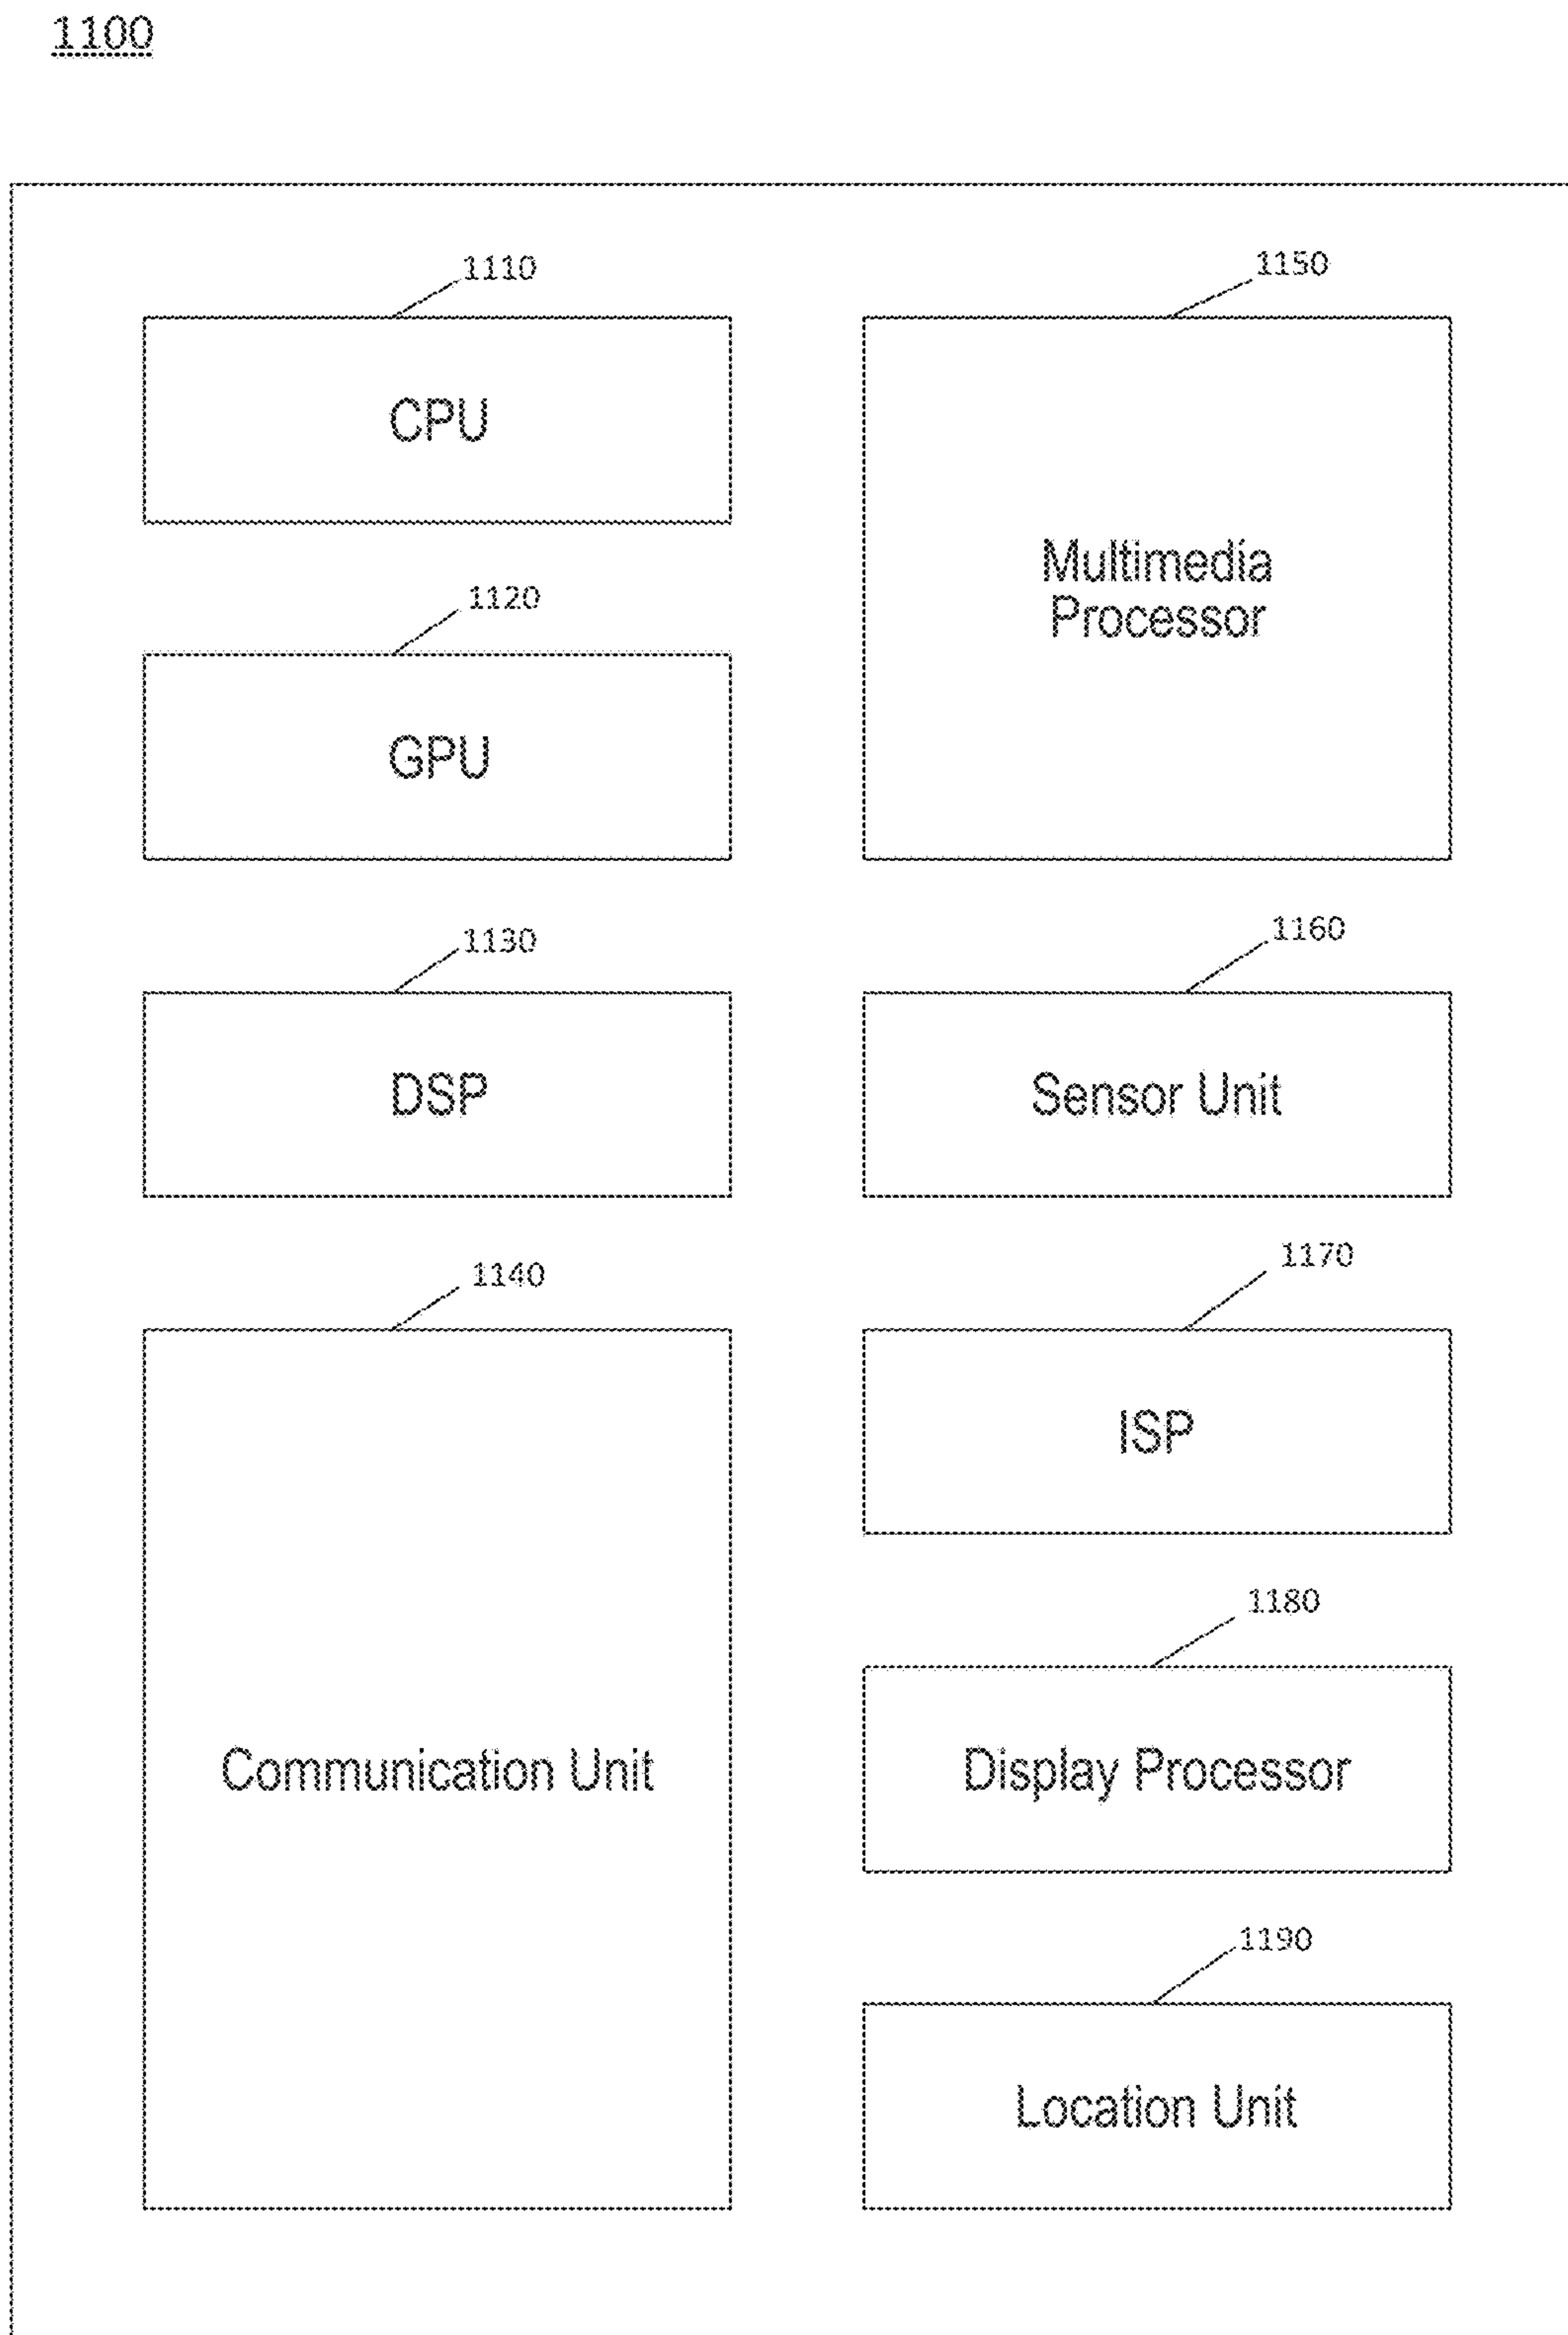 1100
1110
CPU
1120
GPU
1130
DSP
1140
Communication Unit
1150
Multimedia
Processor
1160
Sensor Unit
1170
ISP
1180
Display Processor
1190
Location Unit